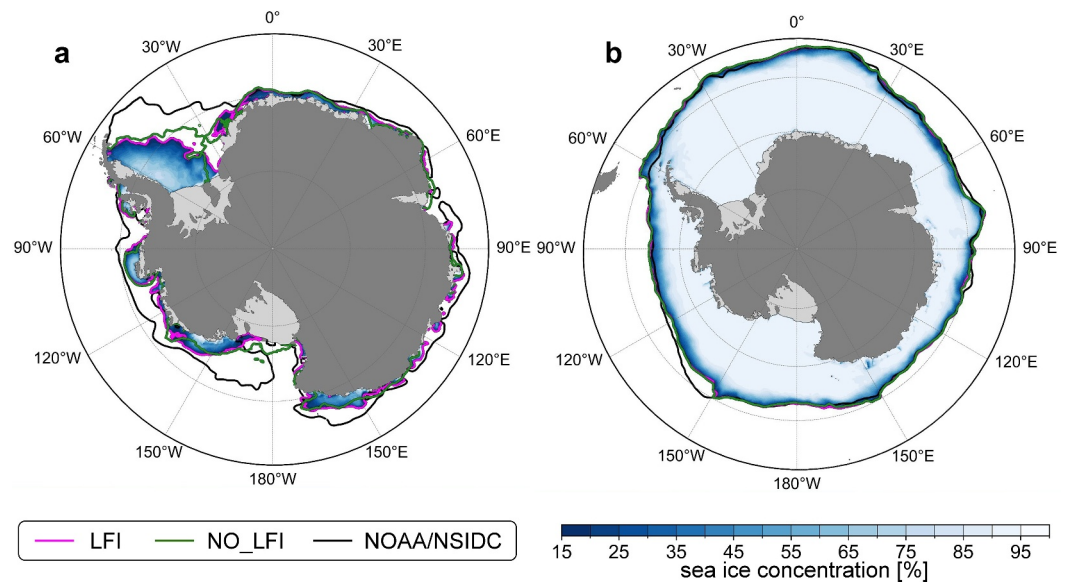 a
0°
30°E
60°E
90°E
120°E
150°E
180°W
150°W
120°W
90°W
60°W
30°W
b
0°
30°E
60°E
90°E
120°E
150°E
180°W
150°W
120°W
90°W
60°W
30°W
LFI NO_LFI NOAA/NSIDC
15 25 35 45 55 65 75 85 95
sea ice concentration [%]